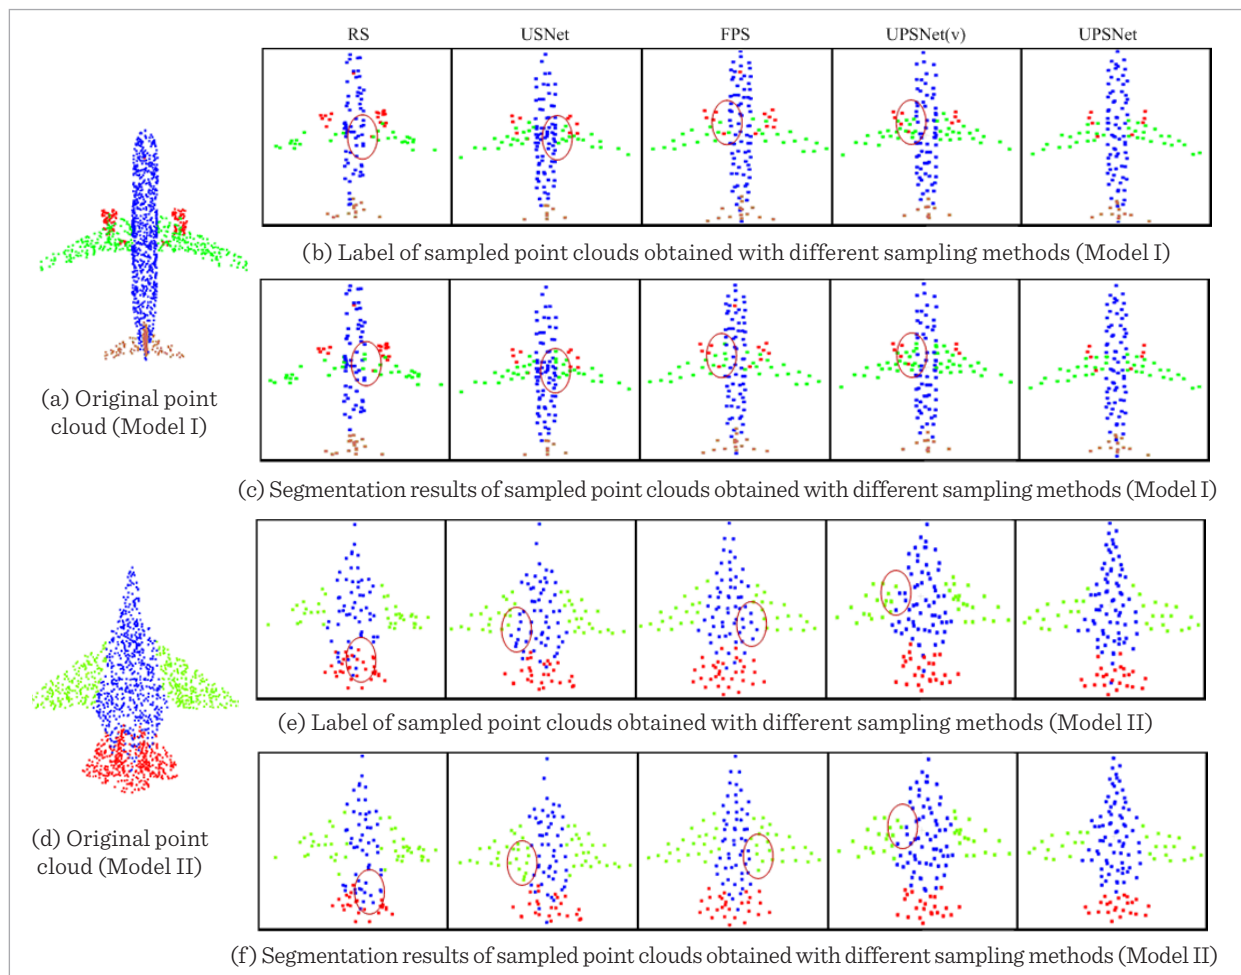 RS USNet FPS UPSNet(v) UPSNet
(b) Label of sampled point clouds obtained with different sampling methods (Model I)
(a) Original point
cloud (Model I)
(c) Segmentation results of sampled point clouds obtained with different sampling methods (Model I)
(e) Label of sampled point clouds obtained with different sampling methods (Model II)
(d) Original point
cloud (Model II)
(f) Segmentation results of sampled point clouds obtained with different sampling methods (Model II)